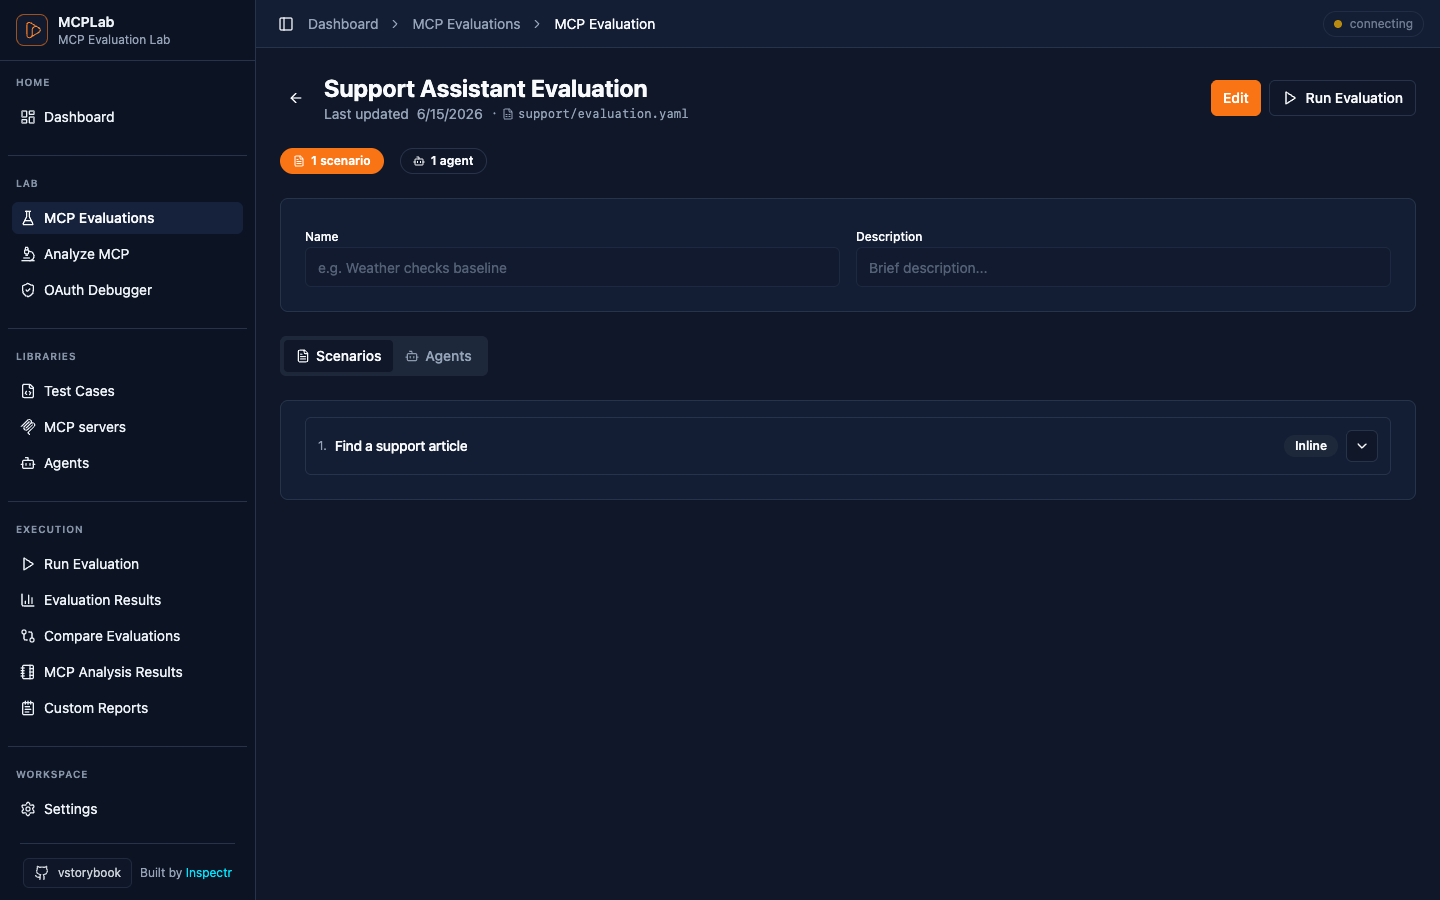 MCPLab
MCP Evaluation Lab
HOME
Dashboard
LAB
MCP Evaluations
Analyze MCP
OAuth Debugger
LIBRARIES
Test Cases
MCP servers
Agents
EXECUTION
Run Evaluation
Evaluation Results
Compare Evaluations
MCP Analysis Results
Custom Reports
WORKSPACE
Settings
vstorybook
Built by Inspectr
Dashboard > MCP Evaluations > MCP Evaluation
connecting
Support Assistant Evaluation
Last updated 6/15/2026 · support/evaluation.yaml
Edit
Run Evaluation
1 scenario
1 agent
Name
Description
e.g. Weather checks baseline
Brief description...
Scenarios
Agents
1. Find a support article
Inline